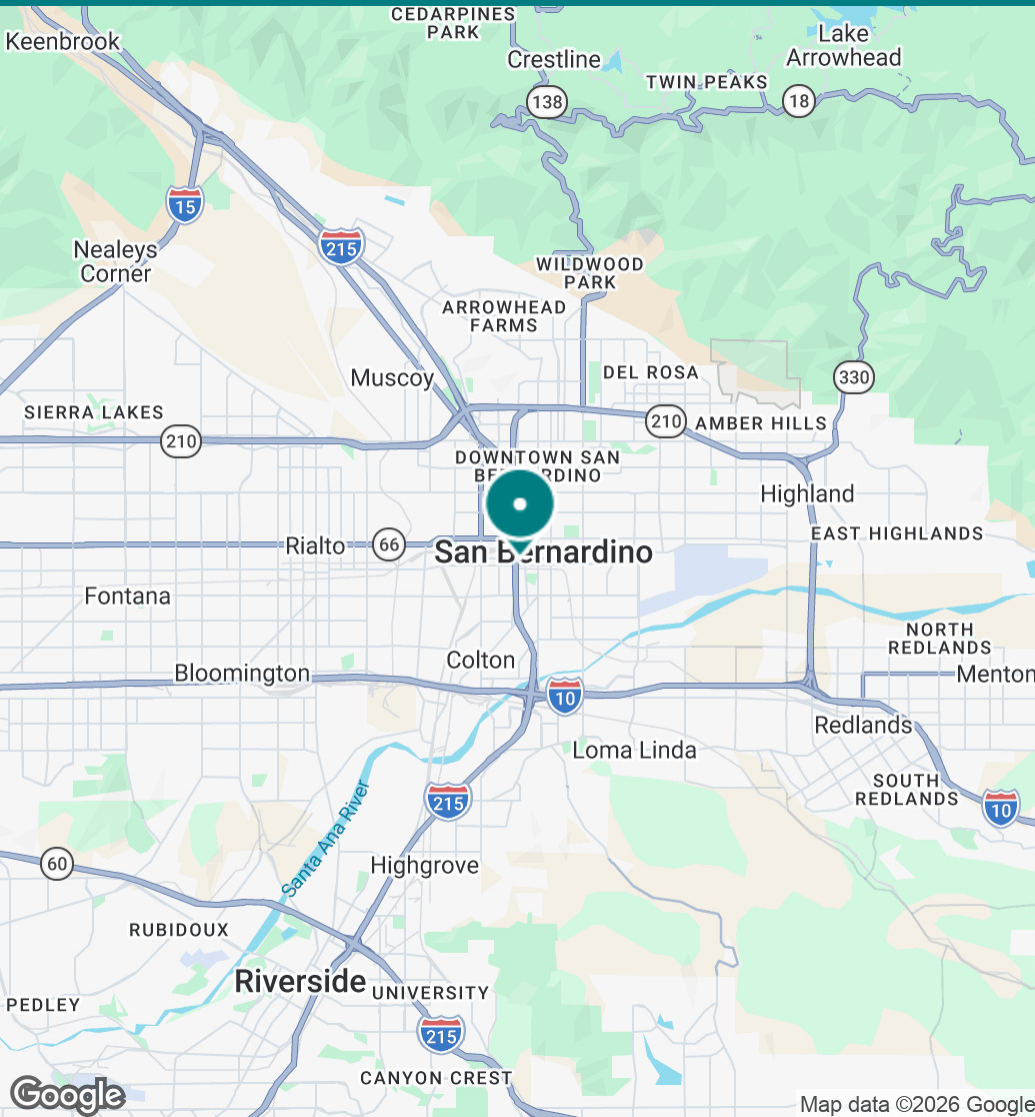 CEDARPINES
PARK
Keenbrook
Lake
Arrowhead
Crestline
TWIN PEAKS
138
18
15
215
Nealeys
Corner
WILDWOOD
PARK
ARROWHEAD
FARMS
Muscoy
DEL ROSA
330
SIERRA LAKES
210
210
AMBER HILLS
DOWNTOWN SAN
BERNARDINO
Highland
EAST HIGHLANDS
Rialto
66
San Bernardino
Fontana
NORTH
REDLANDS
Colton
Bloomington
Menton
10
Redlands
Loma Linda
SOUTH
REDLANDS
215
10
Santa Ana River
60
Highgrove
RUBIDOUX
Riverside
UNIVERSITY
PEDLEY
215
CANYON CREST
Google
Map data ©2026 Google